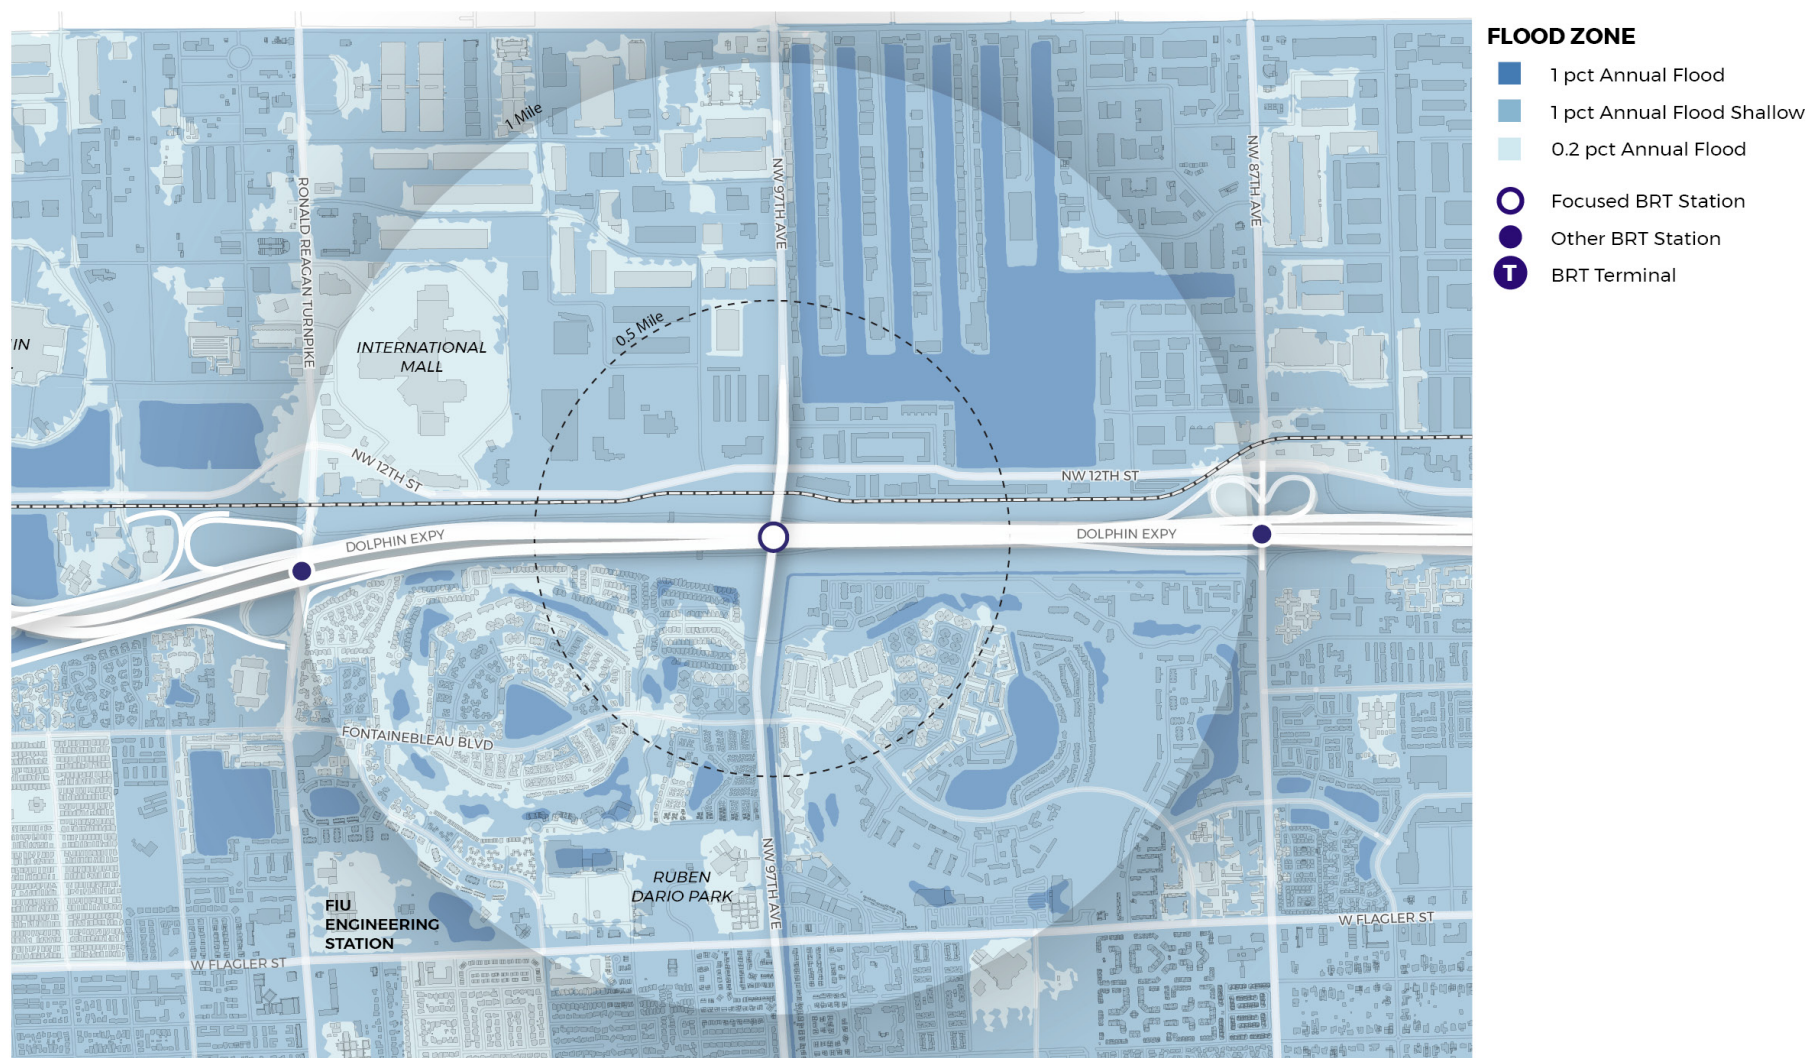 FLOOD ZONE
1 pct Annual Flood
1 pct Annual Flood Shallow
0.2 pct Annual Flood
Focused BRT Station
Other BRT Station
T
BRT Terminal
1 Mile
NW 97TH AVE
NW 87TH AVE
RONALD REAGAN TURNPIKE
0.5 Mile
IN
INTERNATIONAL
MALL
NW 12TH ST
NW 12TH ST
DOLPHIN EXPY
DOLPHIN EXPY
FONTAINEBLEAU BLVD
NW 97TH AVE
RUBEN
DARIO PARK
FIU
ENGINEERING
STATION
W FLAGLER ST
W FLAGLER ST